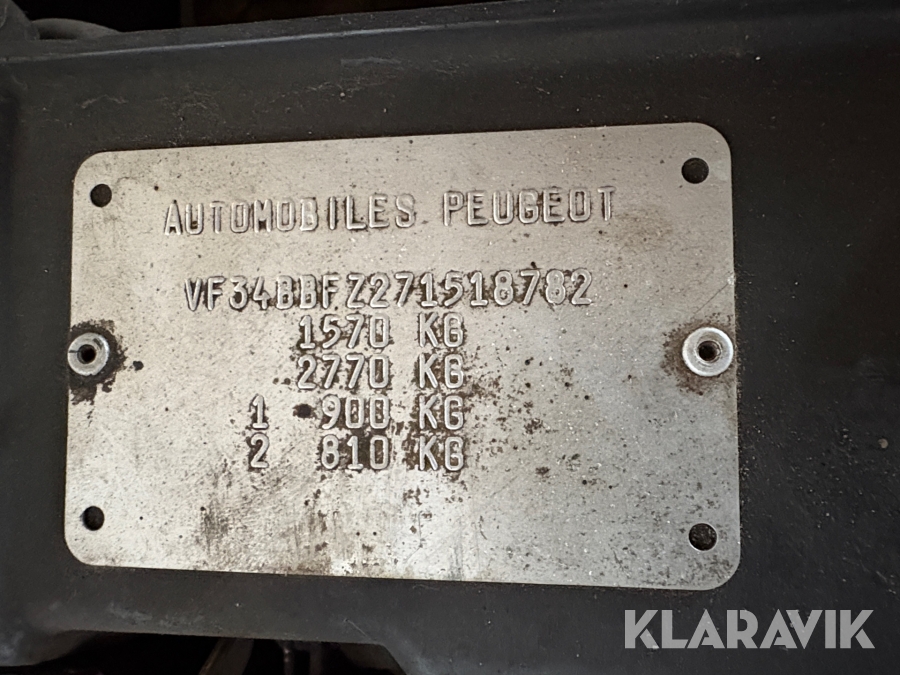 AUTOMOBILES PEUGEOT
VF34BBFZ271518782
1570 KG
2770 KG
1 900 KG
2 810 KG
KLARAVIK